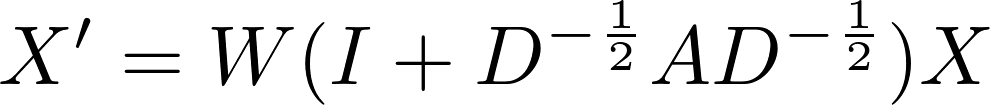 X' = W(I + D^{-\frac{1}{2}} A D^{-\frac{1}{2}})X